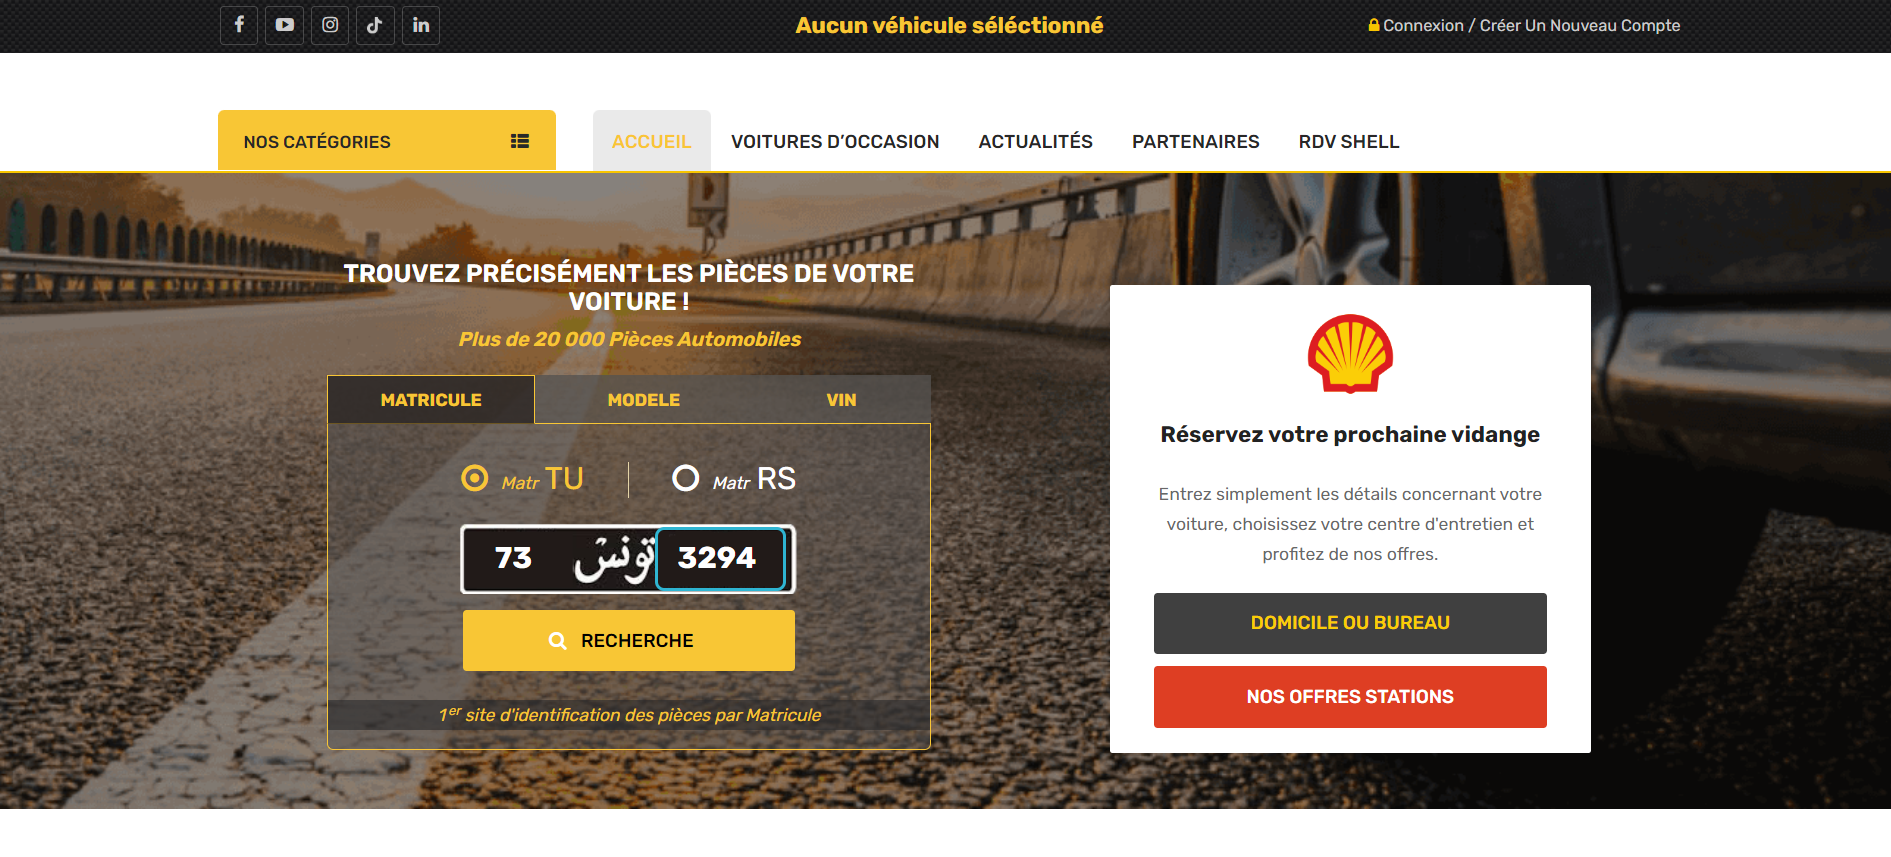 Aucun véhicule séléctionné
Connexion / Créer Un Nouveau Compte
NOS CATÉGORIES
ACCUEIL
VOITURES D’OCCASION
ACTUALITÉS
PARTENAIRES
RDV SHELL
TROUVEZ PRÉCISÉMENT LES PIÈCES DE VOTRE
VOITURE !
Plus de 20 000 Pièces Automobiles
MATRICULE
MODELE
VIN
Matr TU
Matr RS
73 تونس 3294
RECHERCHE
1er site d'identification des pièces par Matricule
Réservez votre prochaine vidange
Entrez simplement les détails concernant votre
voiture, choisissez votre centre d'entretien et
profitez de nos offres.
DOMICILE OU BUREAU
NOS OFFRES STATIONS